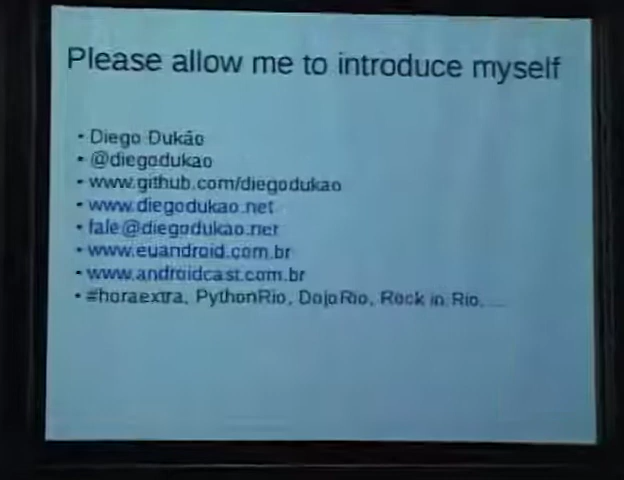 Please allow me to introduce myself
• Diego Dukão
• @diegodukao
• www.github.com/diegodukao
• www.diegodukao.net
• fale@diegodukao.net
• www.euandroid.com.br
• www.androidcast.com.br
• #horaextra, PythonRio, DojoRio, Rock in Rio, ...